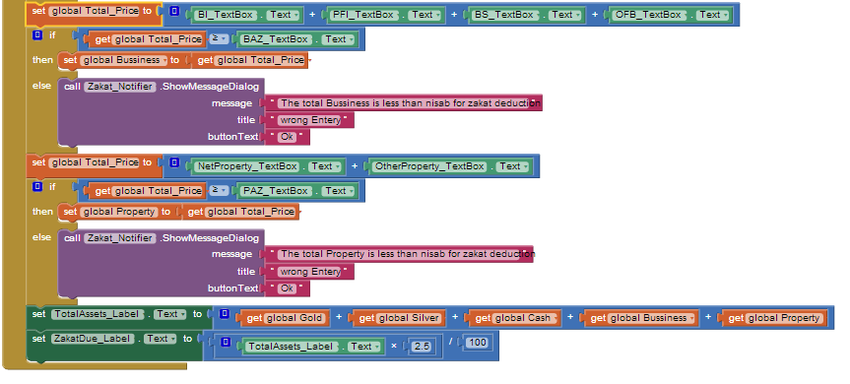 set global Total_Price to BI_TextBox . Text + PFI_TextBox . Text + BS_TextBox . Text + OFB_TextBox . Text
if get global Total_Price ≥ BAZ_TextBox . Text
then set global Bussiness to get global Total_Price
else call Zakat_Notifier .ShowMessageDialog
message " The total Bussiness is less than nisab for zakat deduction "
title " wrong Entery "
buttonText " Ok "
set global Total_Price to NetProperty_TextBox . Text + OtherProperty_TextBox . Text
if get global Total_Price ≥ PAZ_TextBox . Text
then set global Property to get global Total_Price
else call Zakat_Notifier .ShowMessageDialog
message " The total Property is less than nisab for zakat deduction "
title " wrong Entery "
buttonText " Ok "
set TotalAssets_Label . Text to get global Gold + get global Silver + get global Cash + get global Bussiness + get global Property
set ZakatDue_Label . Text to TotalAssets_Label . Text × 2.5 / 100